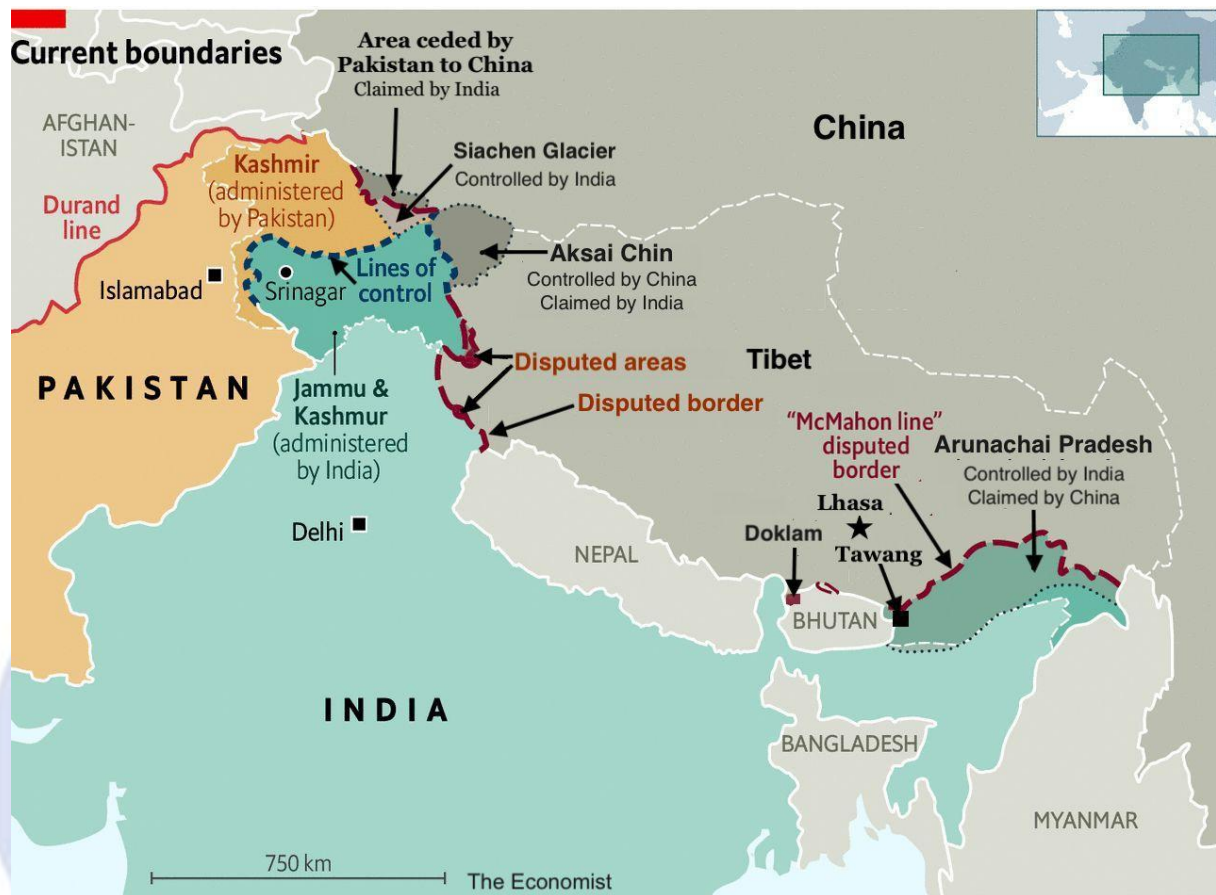 Current boundaries
Area ceded by
Pakistan to China
Claimed by India
China
AFGHAN-
ISTAN
Siachen Glacier
Controlled by India
Kashmir
(administered
by Pakistan)
Durand
line
Aksai Chin
Controlled by China
Claimed by India
Lines of
control
Islamabad
Srinagar
Disputed areas
Tibet
PAKISTAN
Jammu &
Kashmur
(administered
by India)
Disputed border
"McMahon line"
disputed
border
Arunachai Pradesh
Controlled by India
Claimed by China
Lhasa
Delhi
Doklam
Tawang
NEPAL
BHUTAN
INDIA
BANGLADESH
MYANMAR
750 km
The Economist